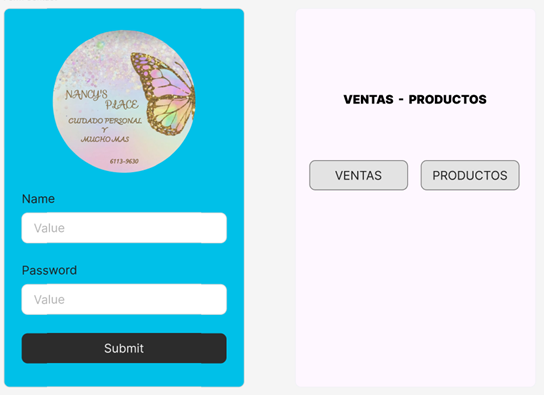 NANCY'S
PLACE
CUIDADO PERSONAL
Y
MUCHO MAS
6113-9630
Name
Value
Password
Value
Submit
VENTAS - PRODUCTOS
VENTAS
PRODUCTOS